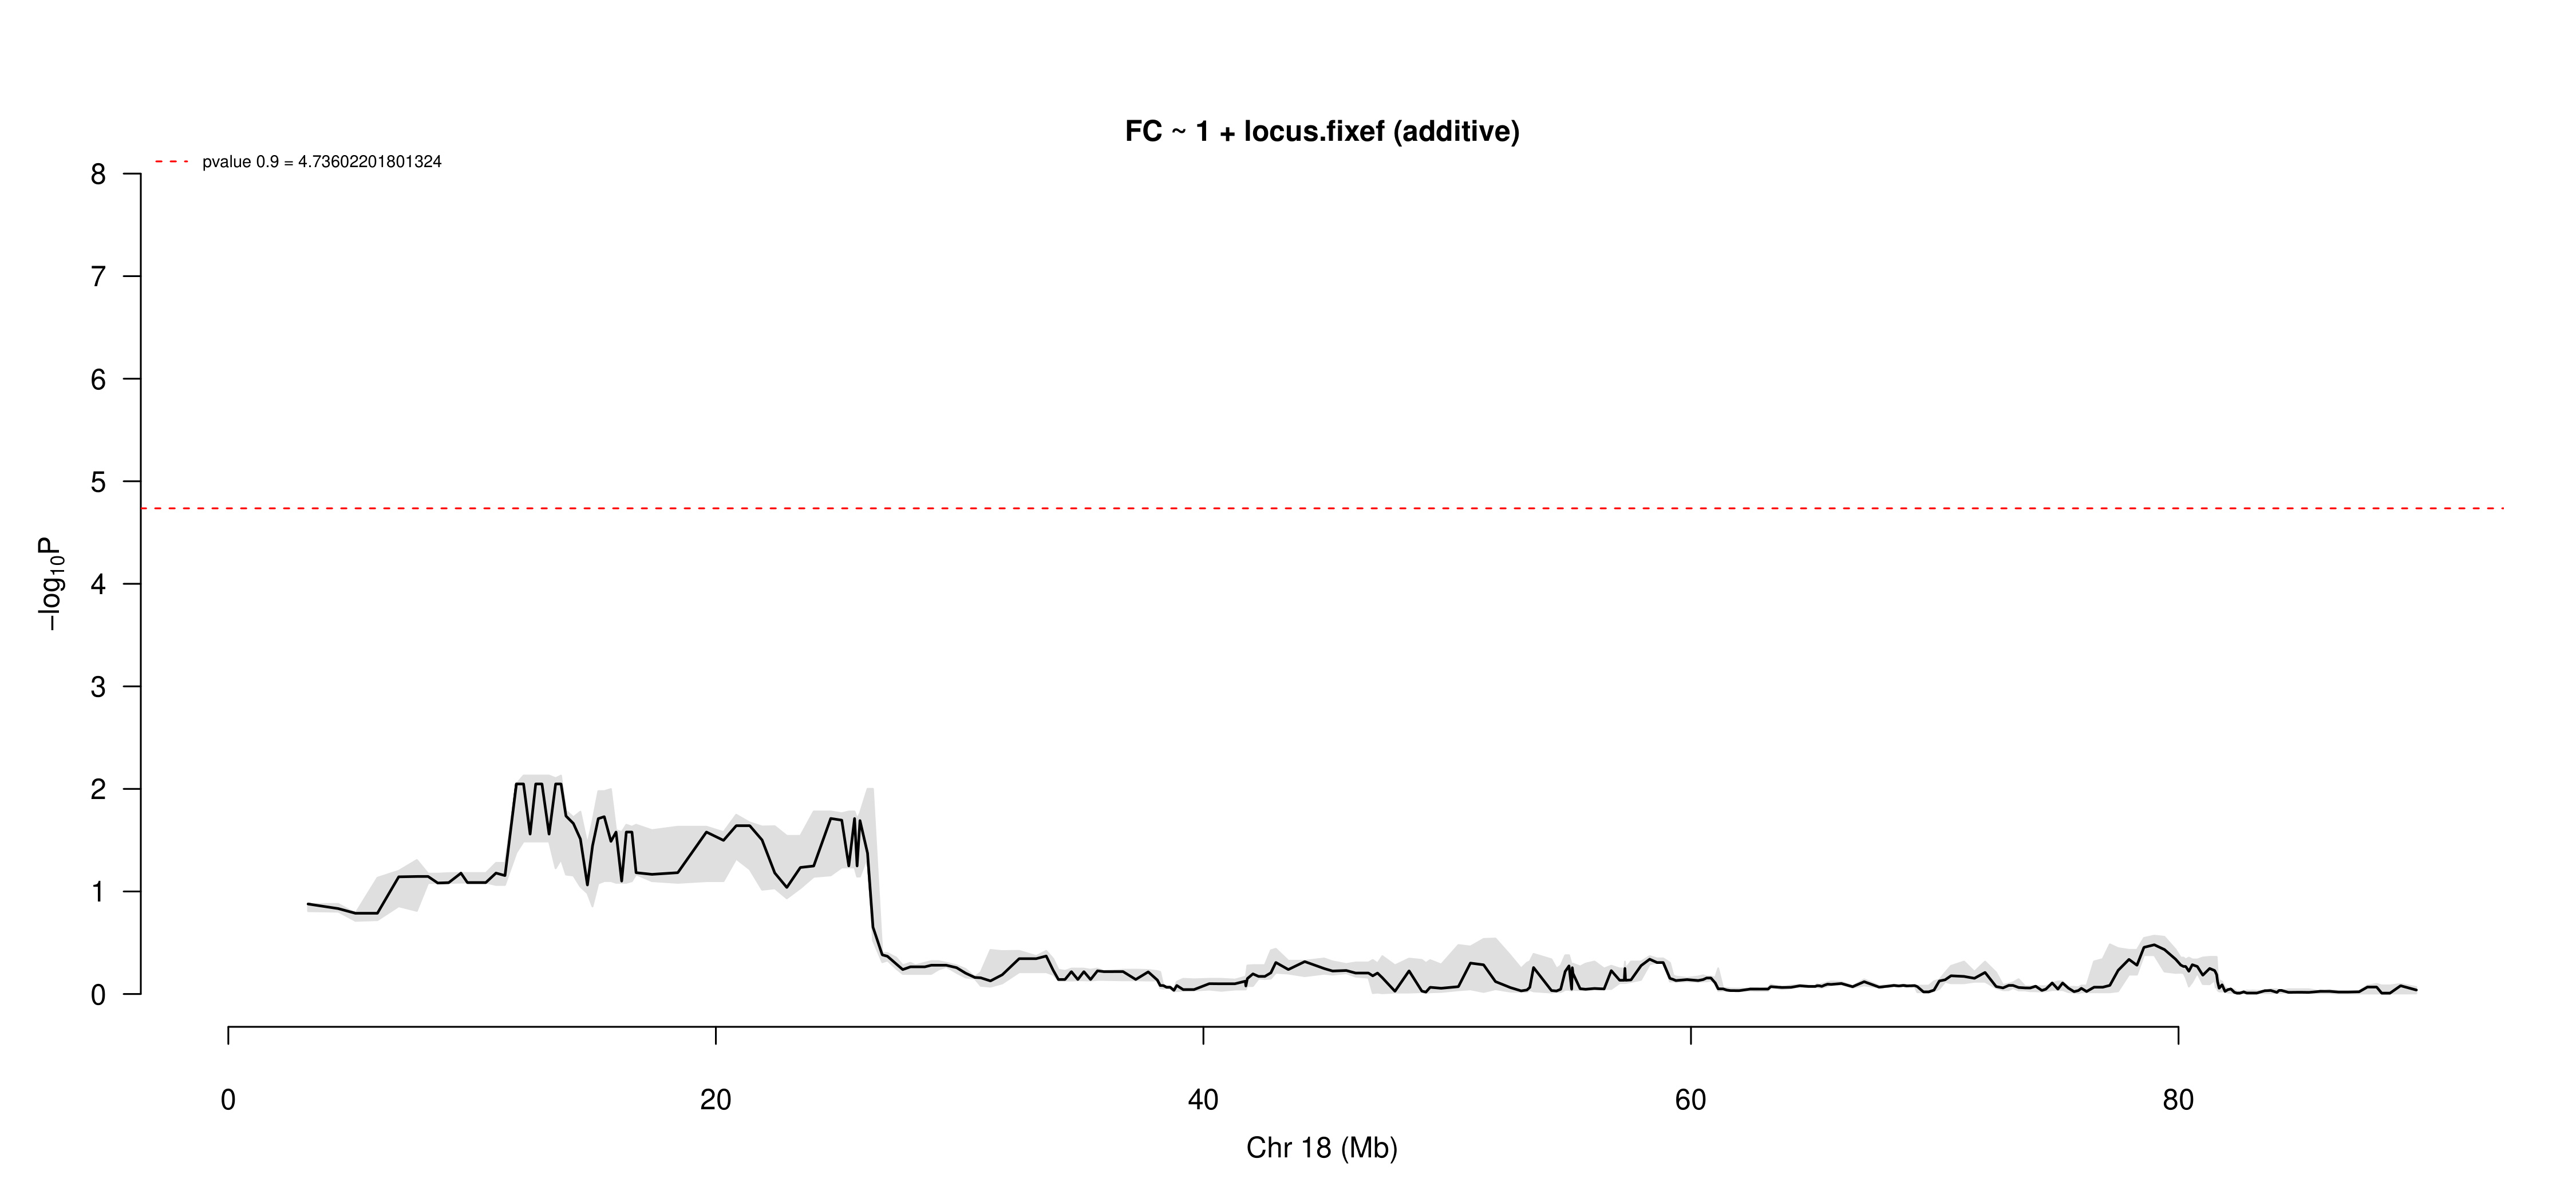 FC ~ 1 + locus.fixef (additive)
pvalue 0.9 = 4.73602201801324
8
7
6
5
4
3
2
1
0
−log10P
0 20 40 60 80
Chr 18 (Mb)